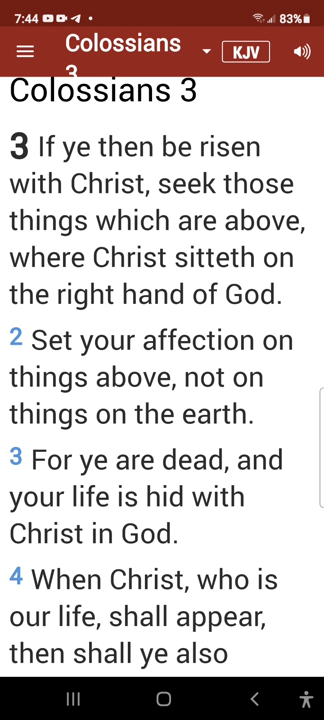 7:44
83%
Colossians
3
KJV
Colossians 3
3 If ye then be risen
with Christ, seek those
things which are above,
where Christ sitteth on
the right hand of God.
2 Set your affection on
things above, not on
things on the earth.
3 For ye are dead, and
your life is hid with
Christ in God.
4 When Christ, who is
our life, shall appear,
then shall ye also